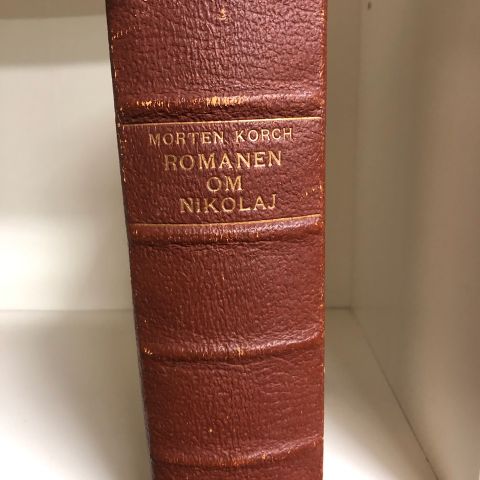 MORTEN KORCH
ROMANEN
OM
NIKOLAJ